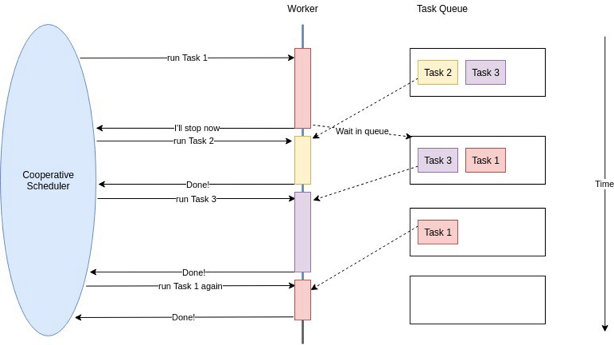 Worker
Task Queue
run Task 1
Task 2
Task 3
I'll stop now
Wait in queue
run Task 2
Task 3
Task 1
Cooperative
Scheduler
Done!
Time
run Task 3
Task 1
Done!
run Task 1 again
Done!